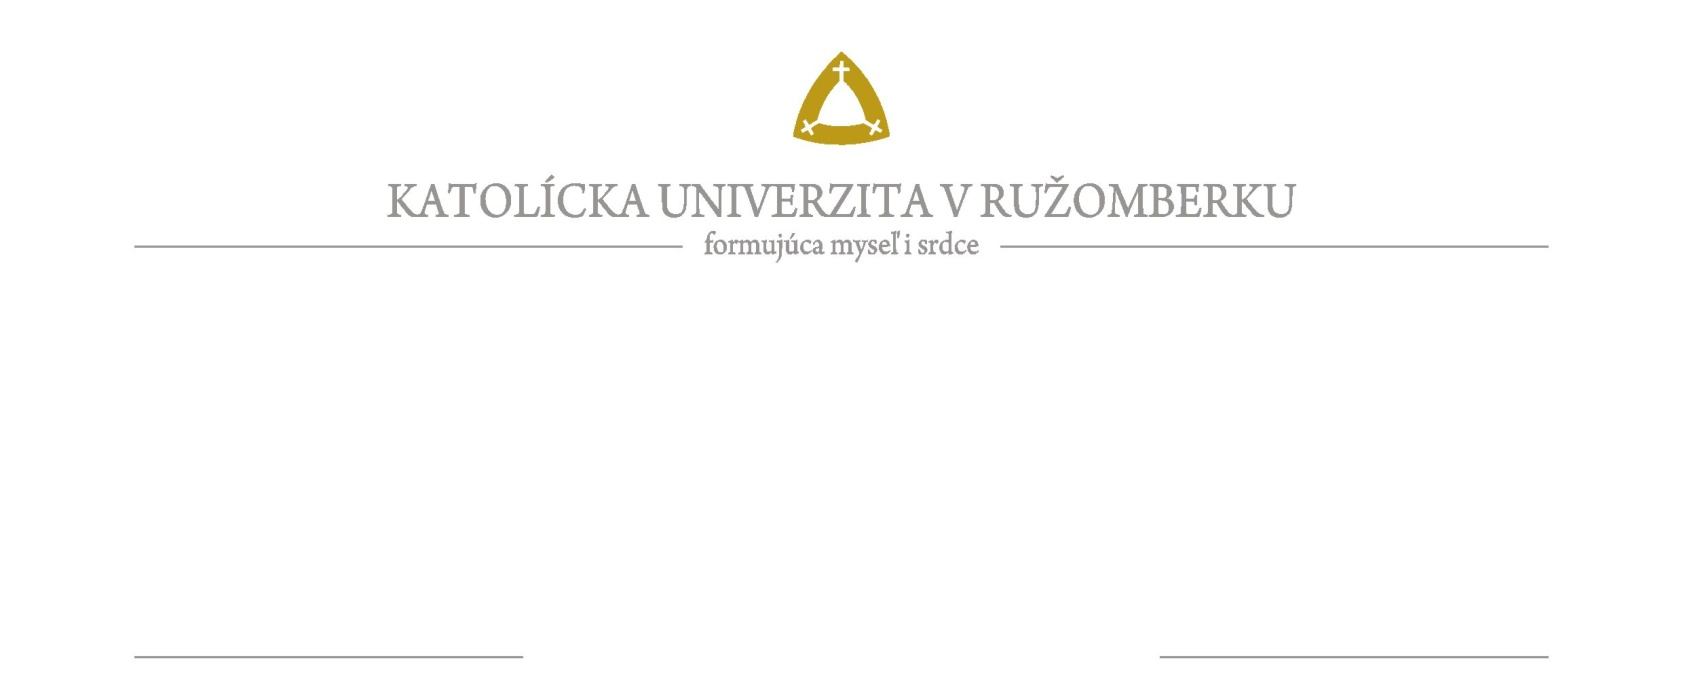 KATOLÍCKA UNIVERZITA V RUŽOMBERKU
formujúca myseľ i srdce